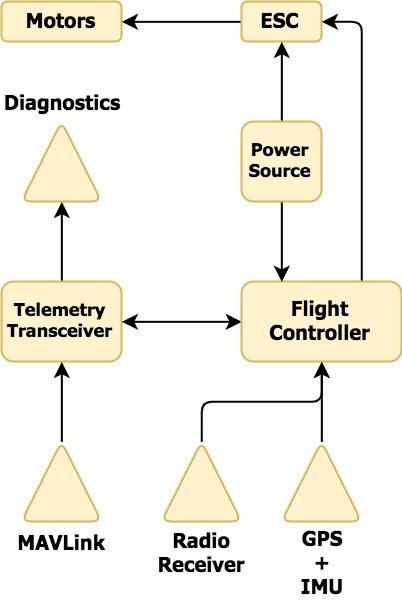 Motors
ESC
Diagnostics
Power
Source
Telemetry
Transceiver
Flight
Controller
MAVLink
Radio
Receiver
GPS
+
IMU